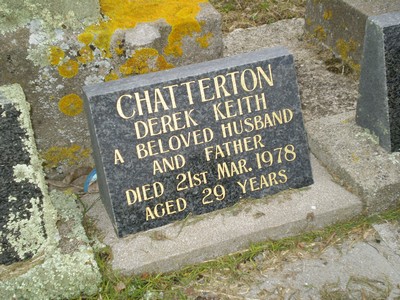 CHATTERTON
DEREK KEITH
A BELOVED HUSBAND
AND FATHER
DIED 21ST MAR. 1978
AGED 29 YEARS